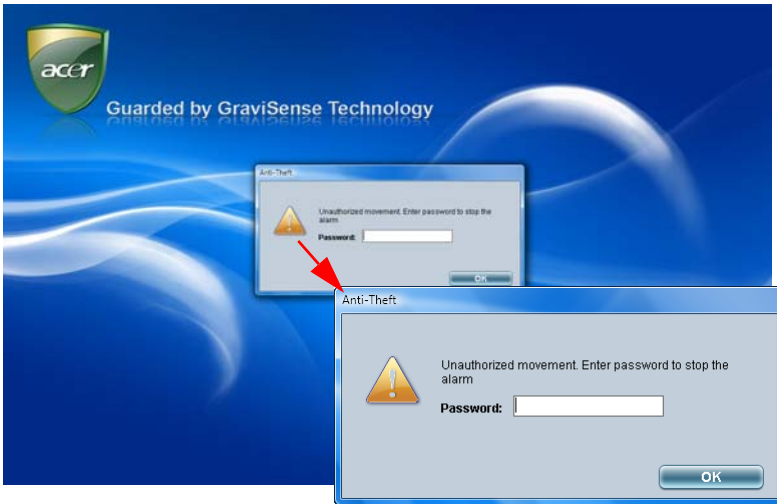 acer
Guarded by GraviSense Technology
Anti-Theft
Unauthorized movement. Enter password to stop the
alarm
Password:
OK
Anti-Theft
Unauthorized movement. Enter password to stop the
alarm
Password:
OK